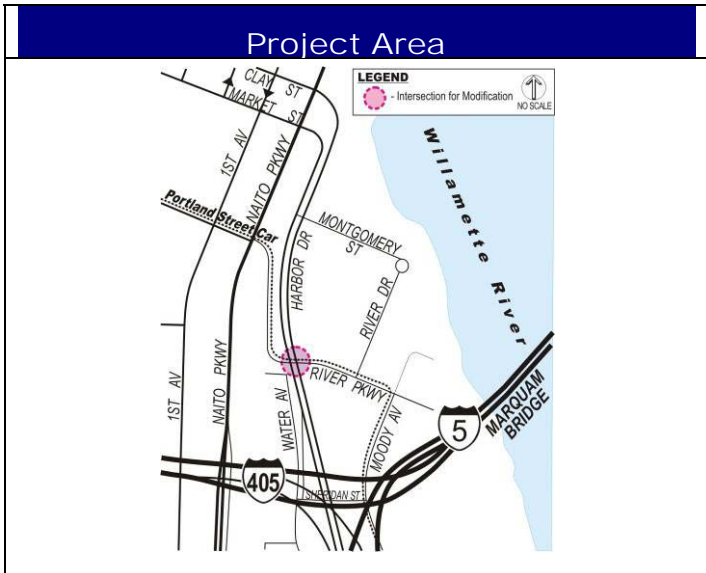 Project Area
LEGEND
- Intersection for Modification
NO SCALE
CLAY ST
MARKET ST
1ST AV
NAITO PKWY
Portland Street Car
HARBOR DR
MONTGOMERY
ST
RIVER DR
Willamette River
RIVER PKWY
1ST AV
NAITO PKWY
WATER AV
MOODY AV
5
MARQUAM
BRIDGE
405
SHERIDAN ST